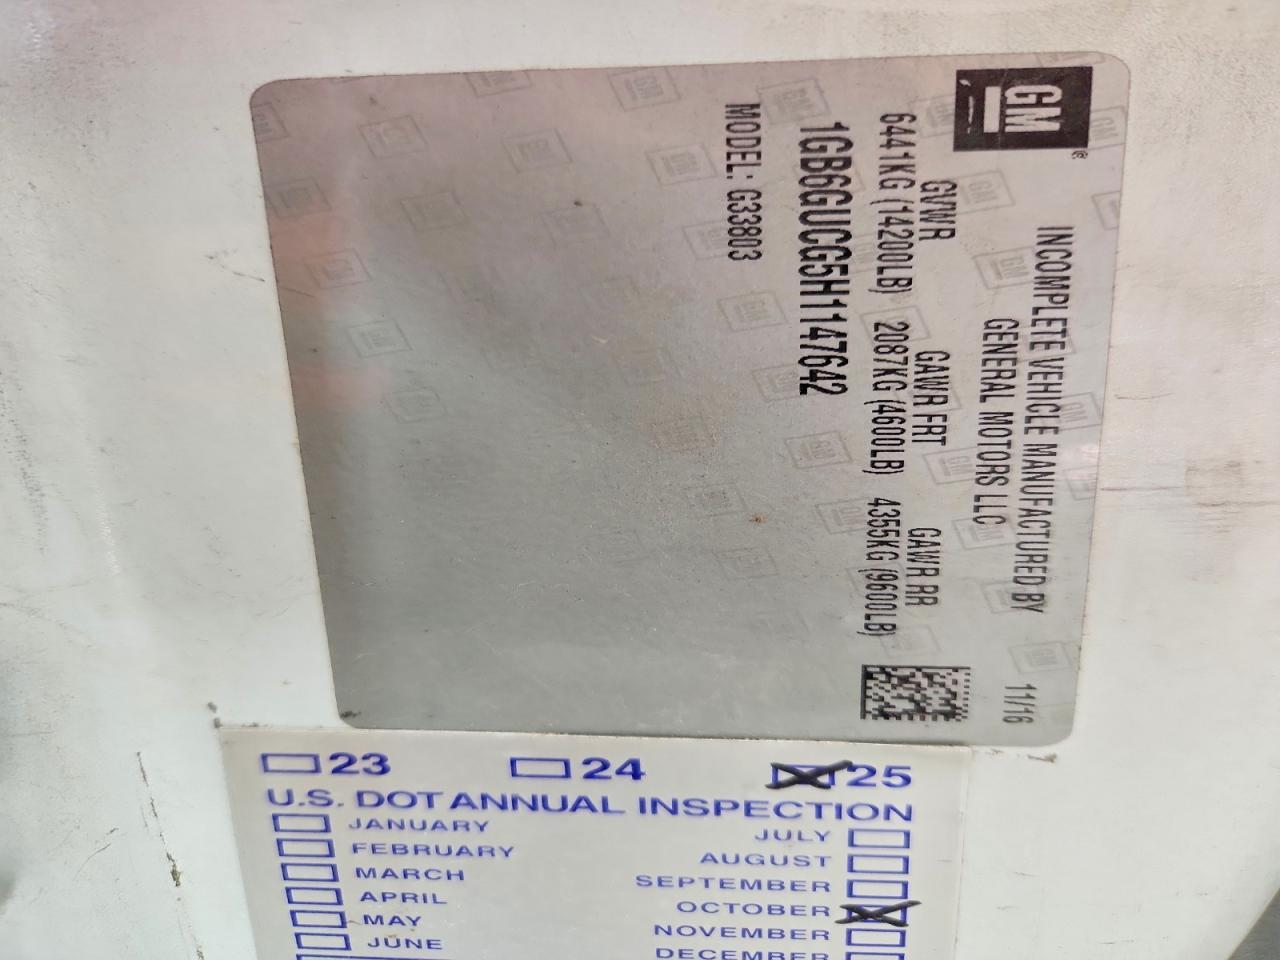 GM
INCOMPLETE VEHICLE MANUFACTURED BY 11/16
GENERAL MOTORS LLC
GVWR GAWR FRT GAWR RR
6441KG (14200LB) 2087KG (4600LB) 4355KG (9600LB)
1GB6GUCG5H1147642
MODEL: G33803
23 24 25
U.S. DOT ANNUAL INSPECTION
JANUARY JULY
FEBRUARY AUGUST
MARCH SEPTEMBER
APRIL OCTOBER
MAY NOVEMBER
JUNE DECEMBER